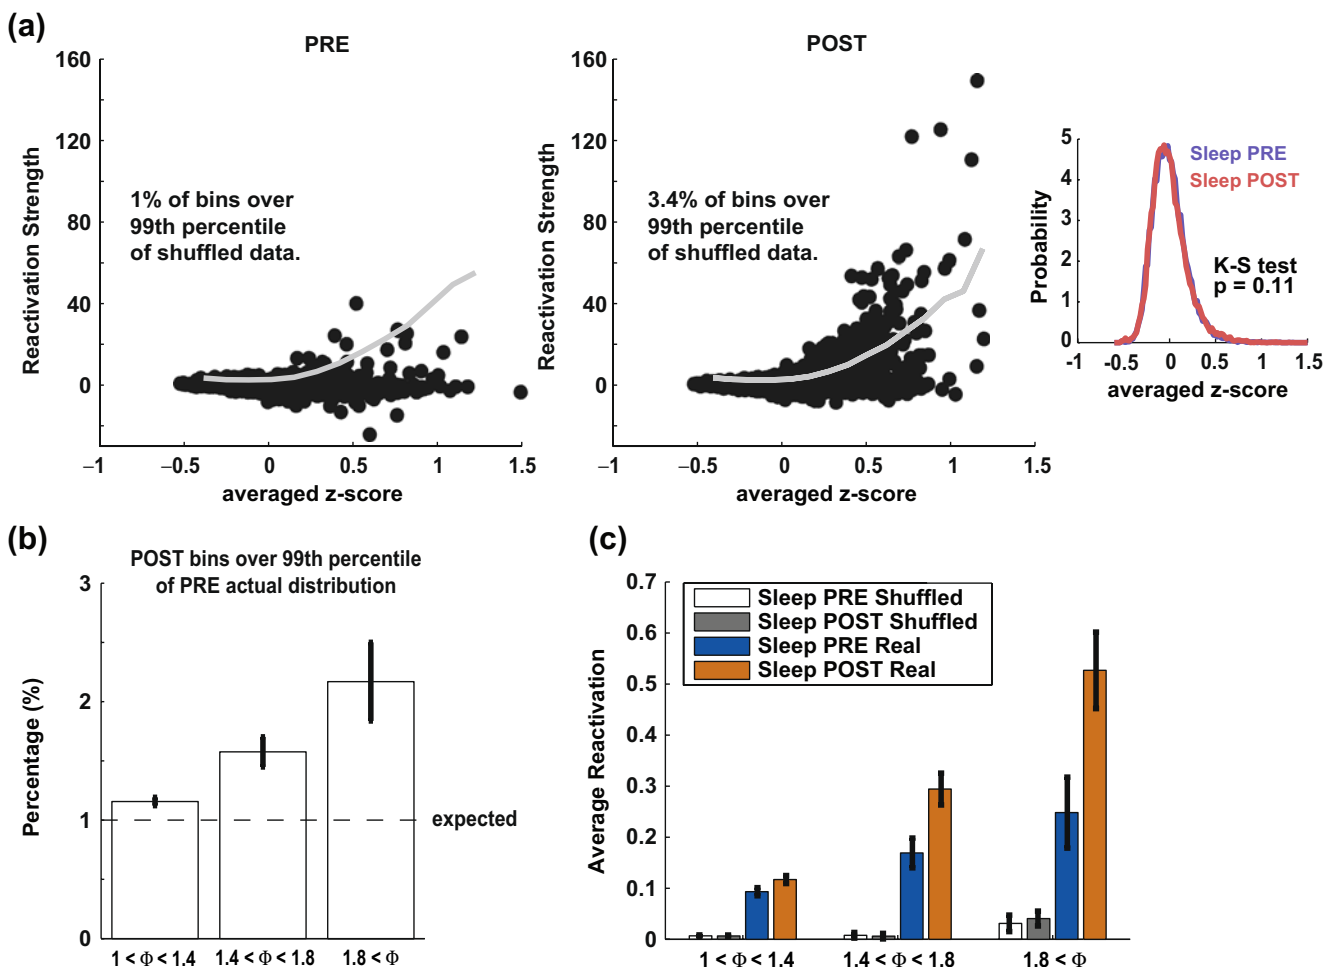 (a)
PRE
160
120
80
40
0
Reactivation Strength
1% of bins over
99th percentile
of shuffled data.
−1 −0.5 0 0.5 1 1.5
averaged z-score
POST
160
120
80
40
0
Reactivation Strength
3.4% of bins over
99th percentile
of shuffled data.
−1 −0.5 0 0.5 1 1.5
averaged z-score
5
4
3
2
1
0
Probability
Sleep PRE
Sleep POST
K-S test
p = 0.11
-1 -0.5 0 0.5 1 1.5
averaged z-score
(b)
POST bins over 99th percentile
of PRE actual distribution
3
2
1
0
Percentage (%)
expected
1 < Φ < 1.4 1.4 < Φ < 1.8 1.8 < Φ
(c)
0.7
0.6
0.5
0.4
0.3
0.2
0.1
0
Average Reactivation
Sleep PRE Shuffled
Sleep POST Shuffled
Sleep PRE Real
Sleep POST Real
1 < Φ < 1.4 1.4 < Φ < 1.8 1.8 < Φ